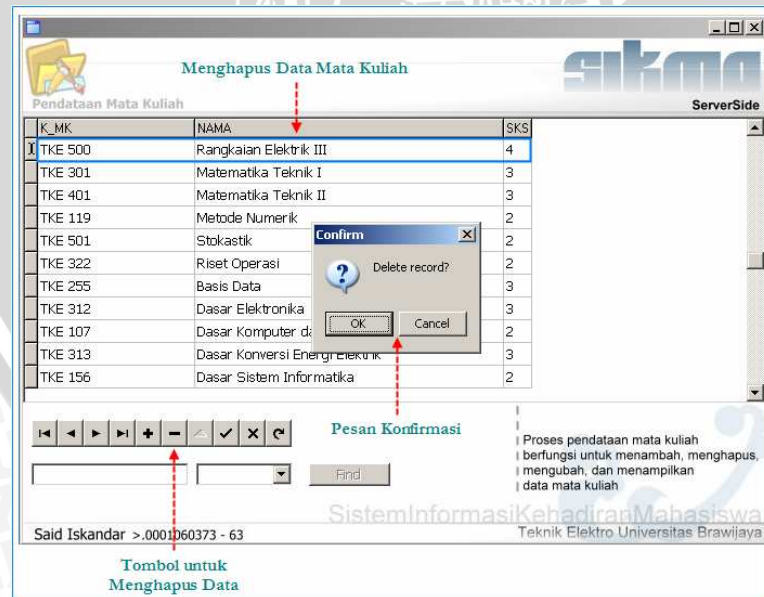 Menghapus Data Mata Kuliah
sikma
Pendataan Mata Kuliah
ServerSide
K_MK NAMA SKS
TKE 500 Rangkaian Elektrik III 4
TKE 301 Matematika Teknik I 3
TKE 401 Matematika Teknik II 3
TKE 119 Metode Numerik 2
TKE 501 Stokastik 2
TKE 322 Riset Operasi 2
TKE 255 Basis Data 3
TKE 312 Dasar Elektronika 3
TKE 107 Dasar Komputer da 2
TKE 313 Dasar Konversi Energi Elektrik 3
TKE 156 Dasar Sistem Informatika 2
Confirm
Delete record?
OK Cancel
Pesan Konfirmasi
Find
Proses pendataan mata kuliah
berfungsi untuk menambah, menghapus,
mengubah, dan menampilkan
data mata kuliah
SistemInformasiKehadiranMahasiswa
Said Iskandar >.0001060373 - 63
Teknik Elektro Universitas Brawijaya
Tombol untuk
Menghapus Data